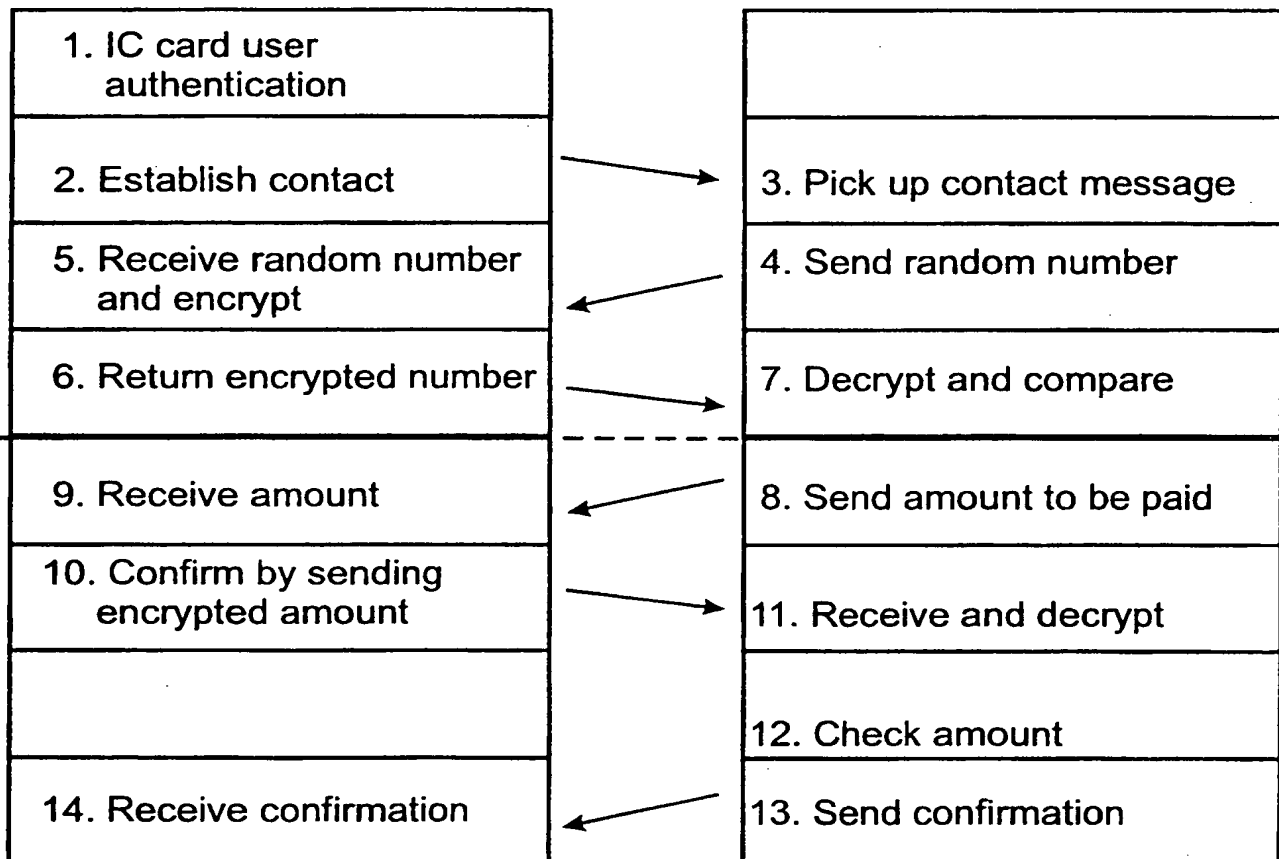 1. IC card user
authentication
2. Establish contact
3. Pick up contact message
5. Receive random number
and encrypt
4. Send random number
6. Return encrypted number
7. Decrypt and compare
9. Receive amount
8. Send amount to be paid
10. Confirm by sending
encrypted amount
11. Receive and decrypt
12. Check amount
14. Receive confirmation
13. Send confirmation